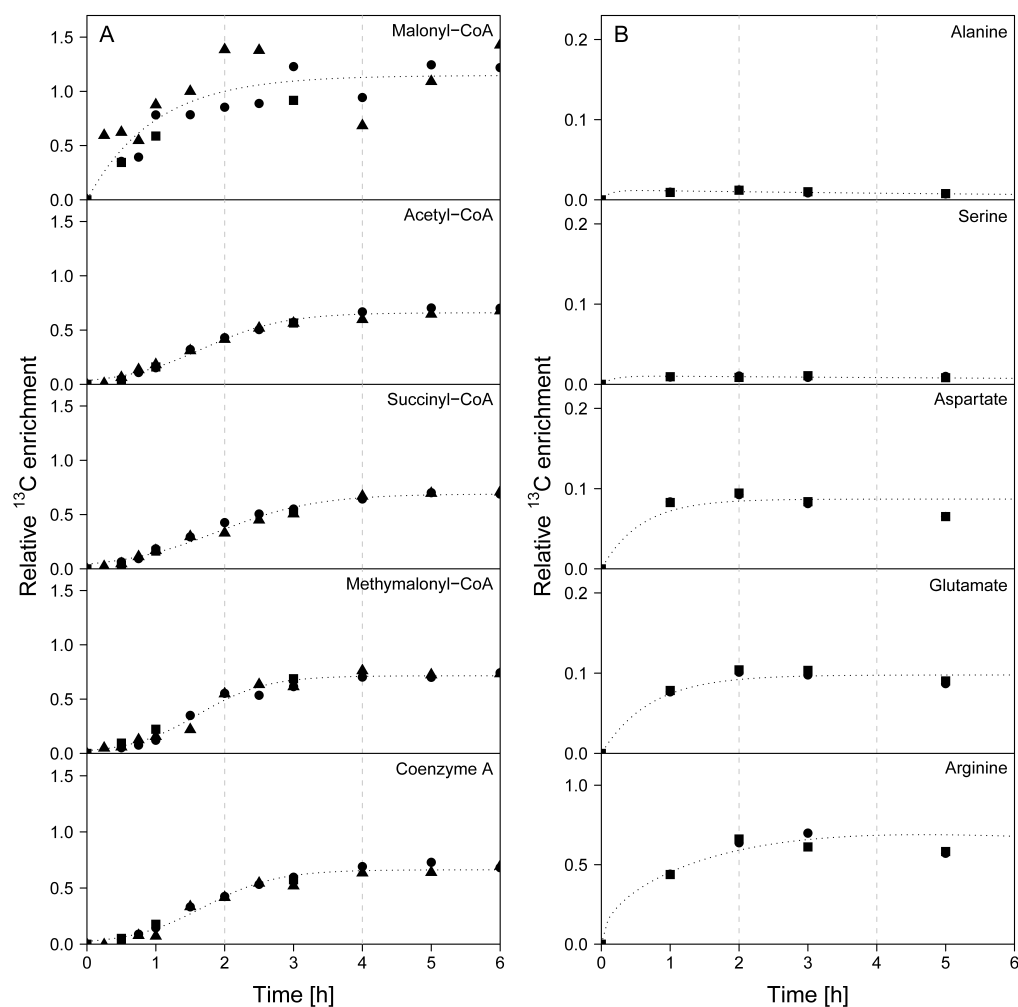 A
Malonyl−CoA
1.5
1.0
0.5
0.0
Acetyl−CoA
1.5
1.0
0.5
0.0
Succinyl−CoA
1.5
1.0
0.5
0.0
Methymalonyl−CoA
1.5
1.0
0.5
0.0
Coenzyme A
1.5
1.0
0.5
0.0
0 1 2 3 4 5 6
Time [h]
Relative 13C enrichment
B
Alanine
0.2
0.1
0.0
Serine
0.2
0.1
0.0
Aspartate
0.2
0.1
0.0
Glutamate
0.2
0.1
0.0
Arginine
1.0
0.5
0.0
0 1 2 3 4 5 6
Time [h]
Relative 13C enrichment